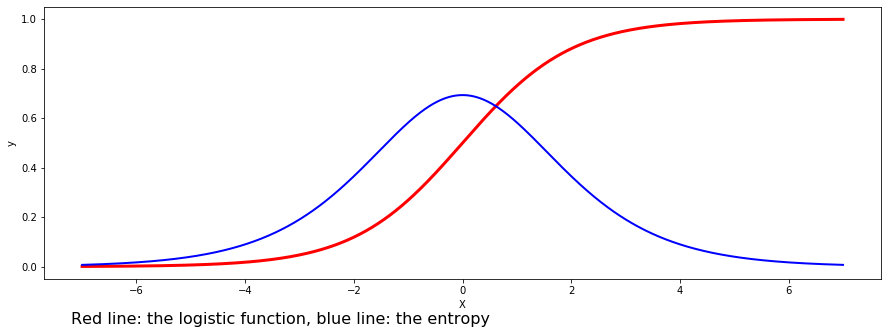 1.0
0.8
0.6
y
0.4
0.2
0.0
−6 −4 −2 0 2 4 6
X
Red line: the logistic function, blue line: the entropy